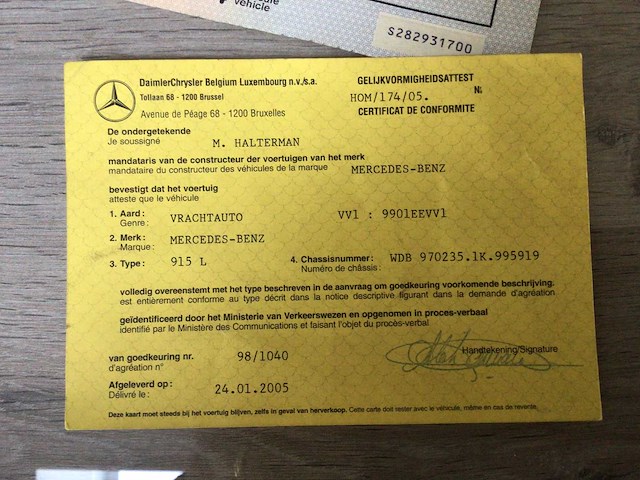 vehicle
S282931700
DaimlerChrysler Belgium Luxembourg n.v./s.a.
Tollaan 68 - 1200 Brussel
Avenue de Péage 68 - 1200 Bruxelles
GELIJKVORMIGHEIDSATTEST
HOM/174/05. №
CERTIFICAT DE CONFORMITE
De ondergetekende
Je soussigné M. HALTERMAN
mandataris van de constructeur der voertuigen van het merk
mandataire du constructeur des véhicules de la marque MERCEDES-BENZ
bevestigt dat het voertuig
atteste que le véhicule
1. Aard : VRACHTAUTO VV1 : 9901EEVV1
Genre :
2. Merk : MERCEDES-BENZ
Marque :
3. Type : 915 L
4. Chassisnummer: WDB 970235.1K.995919
Numéro de châssis :
volledig overeenstemt met het type beschreven in de aanvraag om goedkeuring voorkomende beschrijving.
est entièrement conforme au type décrit dans la notice descriptive figurant dans la demande d'agréation
geïdentificeerd door het Ministerie van Verkeerswezen en opgenomen in proces-verbaal
identifié par le Ministère des Communications et faisant l'objet du procès-verbal
Handtekening/Signature
van goedkeuring nr. 98/1040
d'agréation n°
Afgeleverd op : 24.01.2005
Délivré le :
Deze kaart moet steeds bij het voertuig blijven, zelfs in geval van herverkoop. Cette carte doit rester avec le véhicule, même en cas de revente.